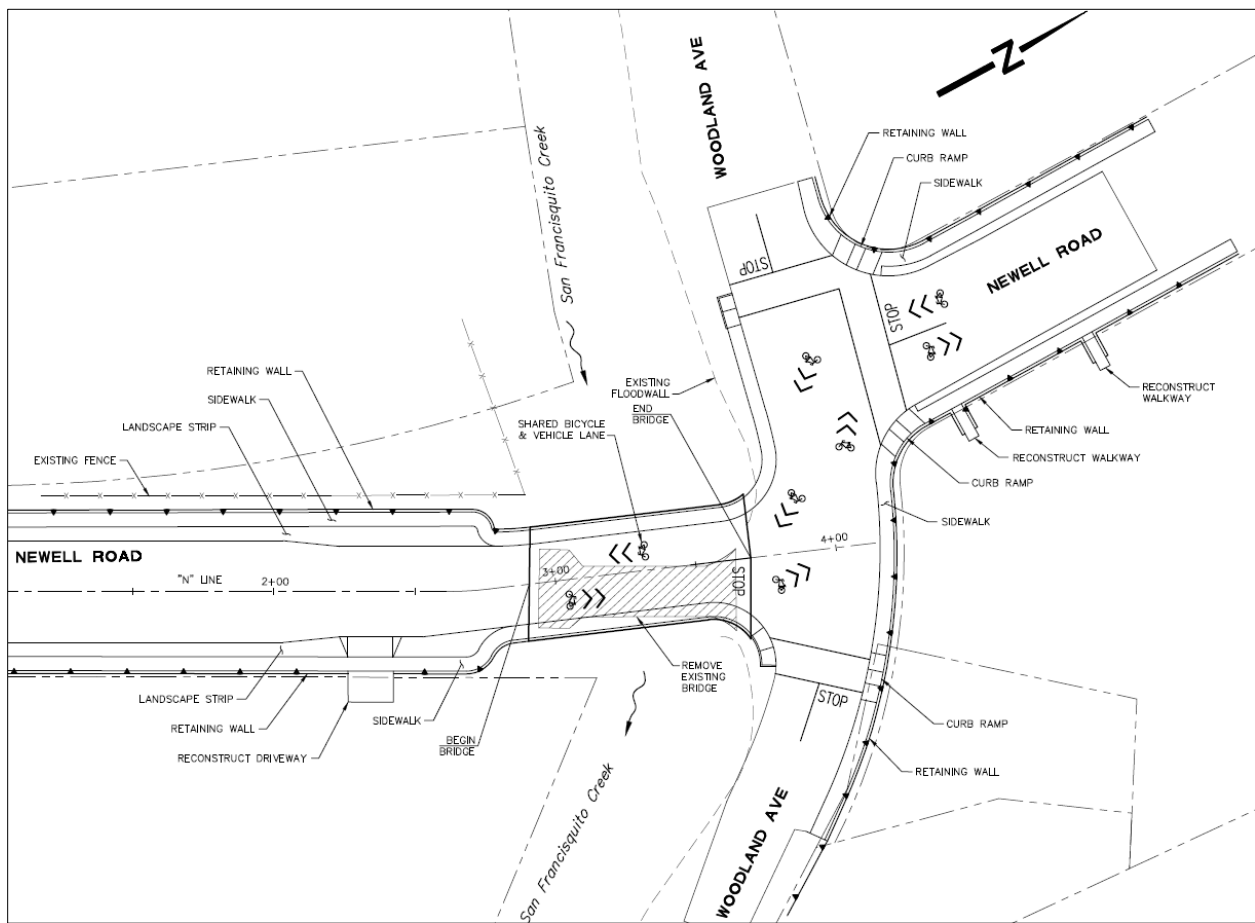 WOODLAND AVE
N
San Francisquito Creek
RETAINING WALL
CURB RAMP
SIDEWALK
NEWELL ROAD
STOP
STOP
RECONSTRUCT
WALKWAY
RETAINING WALL
RECONSTRUCT WALKWAY
CURB RAMP
SIDEWALK
EXISTING
FLOODWALL
END
BRIDGE
SHARED BICYCLE
& VEHICLE LANE
RETAINING WALL
SIDEWALK
LANDSCAPE STRIP
EXISTING FENCE
NEWELL ROAD
"N" LINE
2+00
3+00
4+00
STOP
REMOVE
EXISTING
BRIDGE
STOP
LANDSCAPE STRIP
RETAINING WALL
RECONSTRUCT DRIVEWAY
SIDEWALK
BEGIN
BRIDGE
CURB RAMP
RETAINING WALL
San Francisquito Creek
WOODLAND AVE